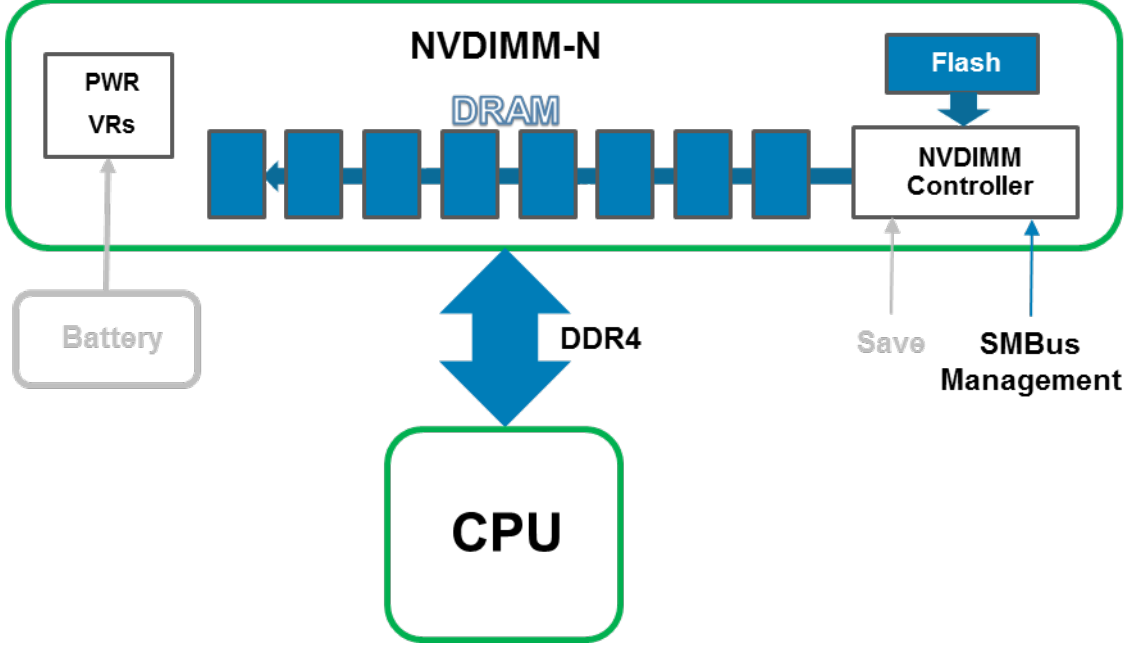 NVDIMM-N
PWR
VRs
DRAM
Flash
NVDIMM
Controller
Battery
DDR4
Save
SMBus
Management
CPU